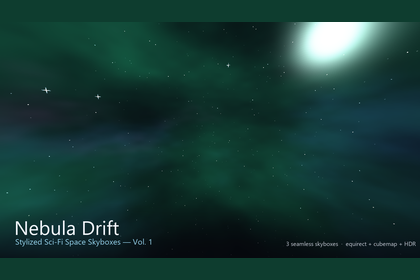 Nebula Drift
Stylized Sci-Fi Space Skyboxes — Vol. 1
3 seamless skyboxes · equirect + cubemap + HDR